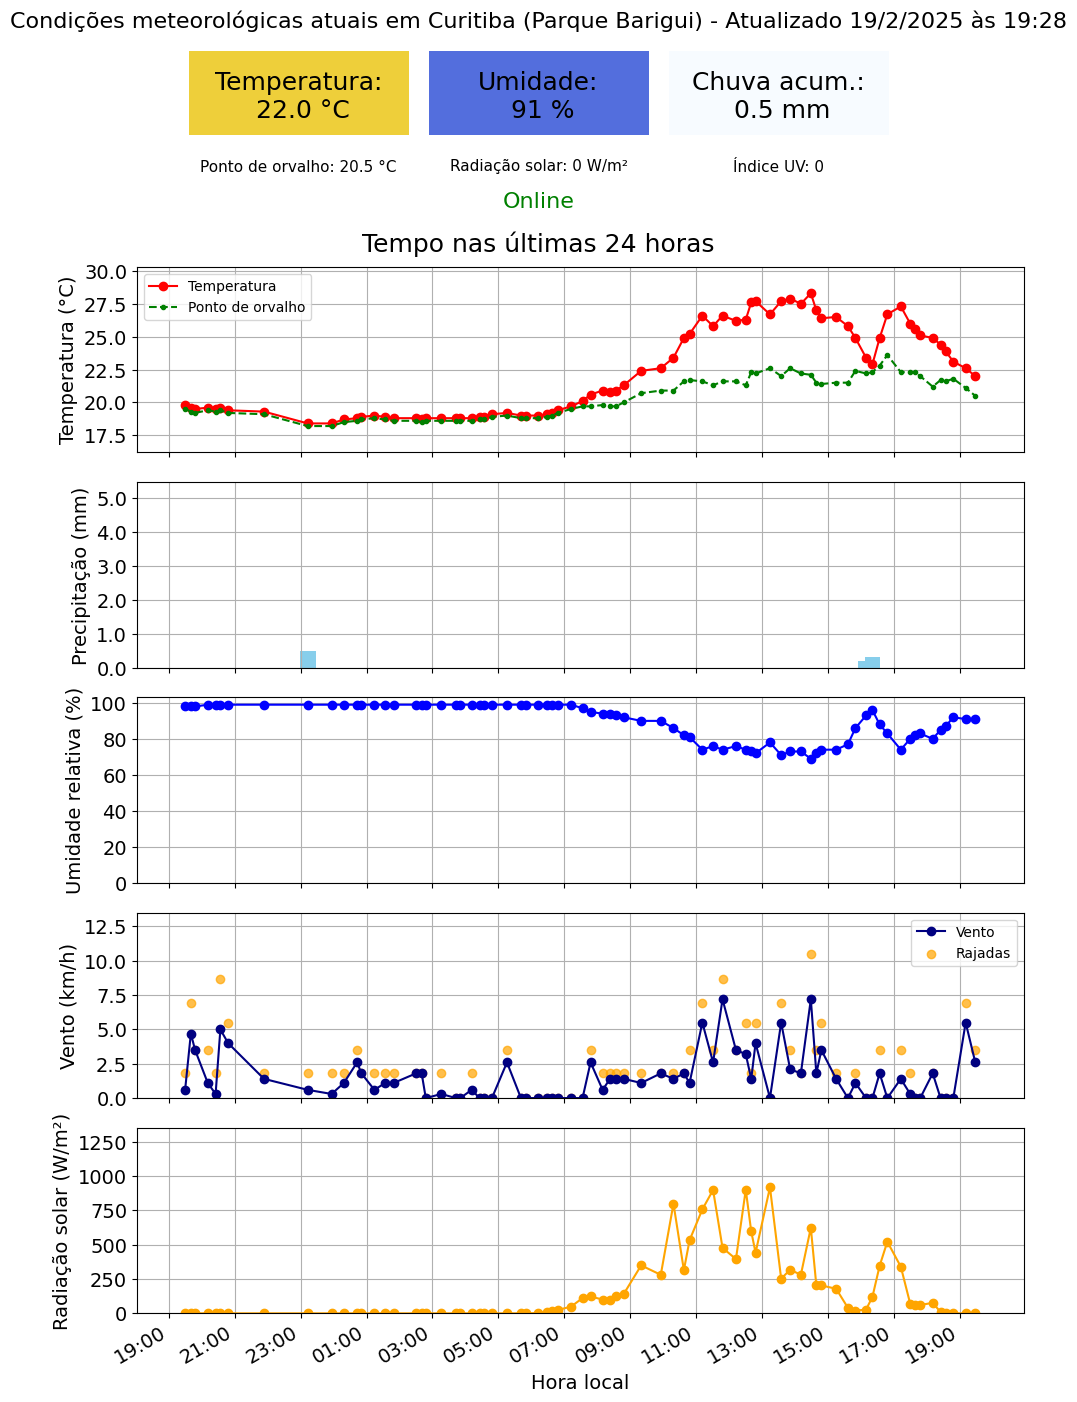 Condições meteorológicas atuais em Curitiba (Parque Barigui) - Atualizado 19/2/2025 às 19:28
Temperatura:
22.0 °C
Umidade:
91 %
Chuva acum.:
0.5 mm
Ponto de orvalho: 20.5 °C
Radiação solar: 0 W/m²
Índice UV: 0
Online
Tempo nas últimas 24 horas
Temperatura (°C)
30.0
27.5
25.0
22.5
20.0
17.5
Temperatura
Ponto de orvalho
Precipitação (mm)
5.0
4.0
3.0
2.0
1.0
0.0
Umidade relativa (%)
100
80
60
40
20
0
Vento (km/h)
12.5
10.0
7.5
5.0
2.5
0.0
Vento
Rajadas
Radiação solar (W/m²)
1250
1000
750
500
250
0
19:00
21:00
23:00
01:00
03:00
05:00
07:00
09:00
11:00
13:00
15:00
17:00
19:00
Hora local